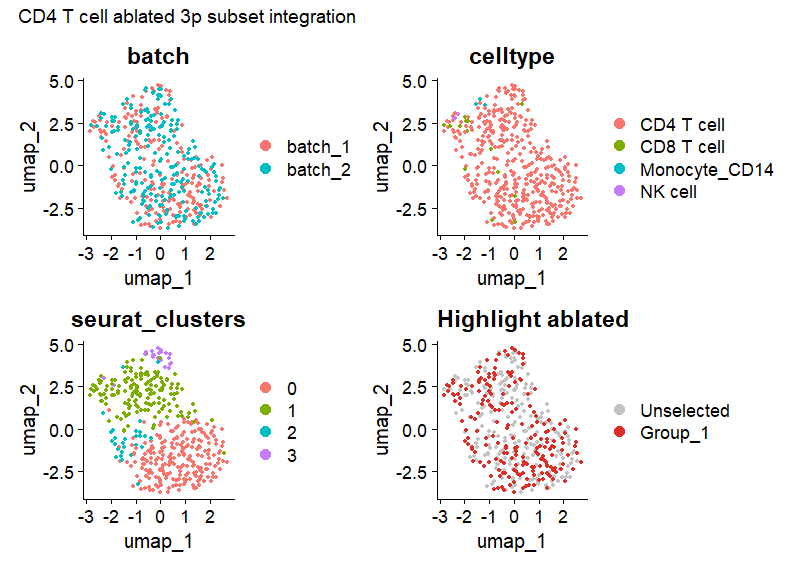 CD4 T cell ablated 3p subset integration
batch
5.0
2.5
0.0
-2.5
umap_2
-3 -2 -1 0 1 2
umap_1
batch_1
batch_2
celltype
5.0
2.5
0.0
-2.5
umap_2
-3 -2 -1 0 1 2
umap_1
CD4 T cell
CD8 T cell
Monocyte_CD14
NK cell
seurat_clusters
5.0
2.5
0.0
-2.5
umap_2
-3 -2 -1 0 1 2
umap_1
0
1
2
3
Highlight ablated
5.0
2.5
0.0
-2.5
umap_2
-3 -2 -1 0 1 2
umap_1
Unselected
Group_1